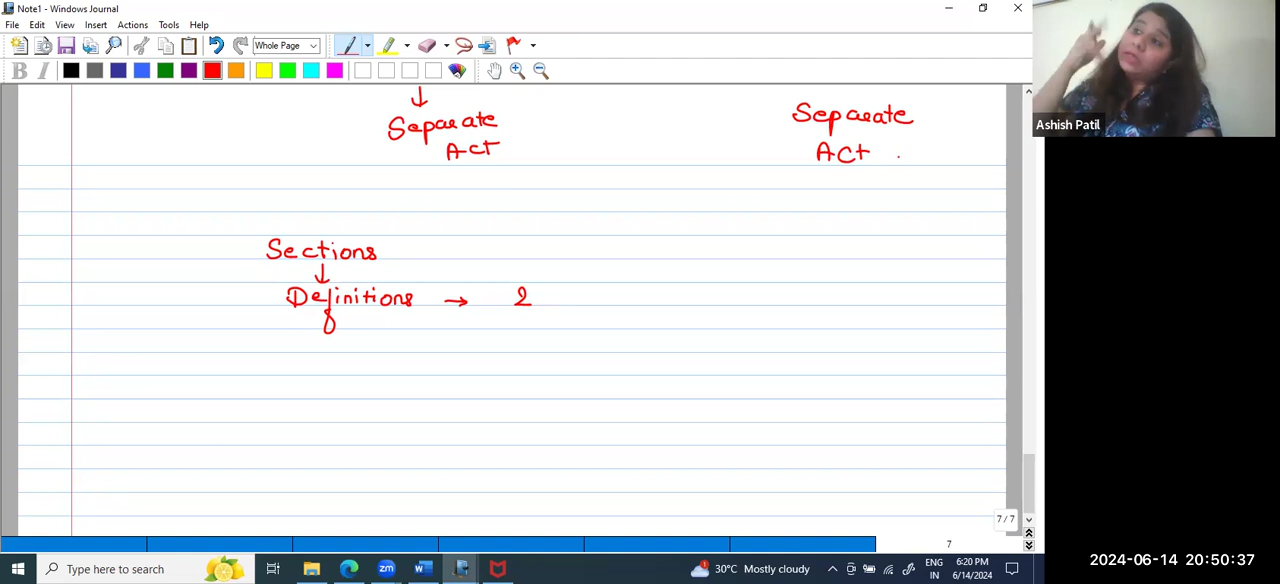 Note1 - Windows Journal
File Edit View Insert Actions Tools Help
Whole Page
B I
Separate
Act
Separate
Act
Sections
↓
Definitions → 2
Ashish Patil
7 / 7
7
Type here to search
30°C Mostly cloudy
ENG
IN
6:20 PM
6/14/2024
2024-06-14 20:50:37